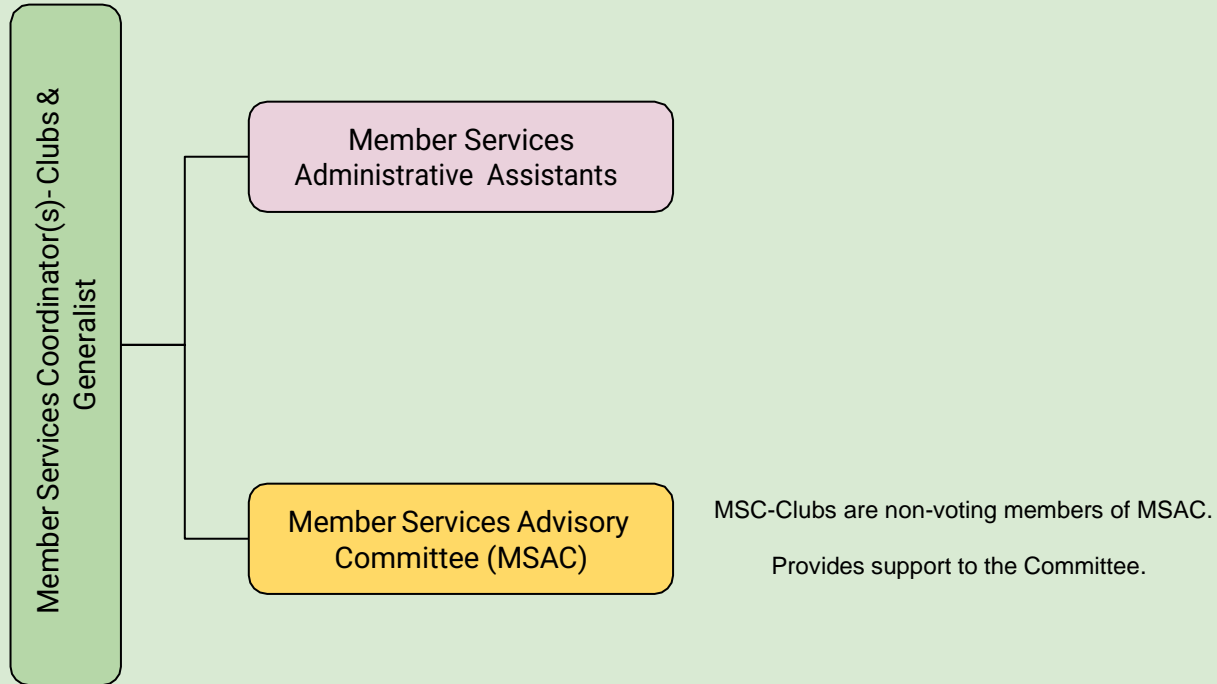 Member Services Coordinator(s)- Clubs &
Generalist
Member Services
Administrative Assistants
Member Services Advisory
Committee (MSAC)
MSC-Clubs are non-voting members of MSAC.
Provides support to the Committee.